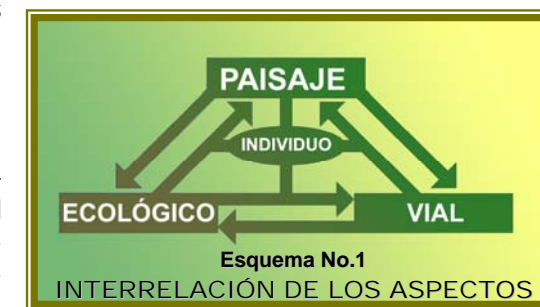 PAISAJE
INDIVIDUO
ECOLÓGICO
VIAL
Esquema No.1
INTERRELACIÓN DE LOS ASPECTOS